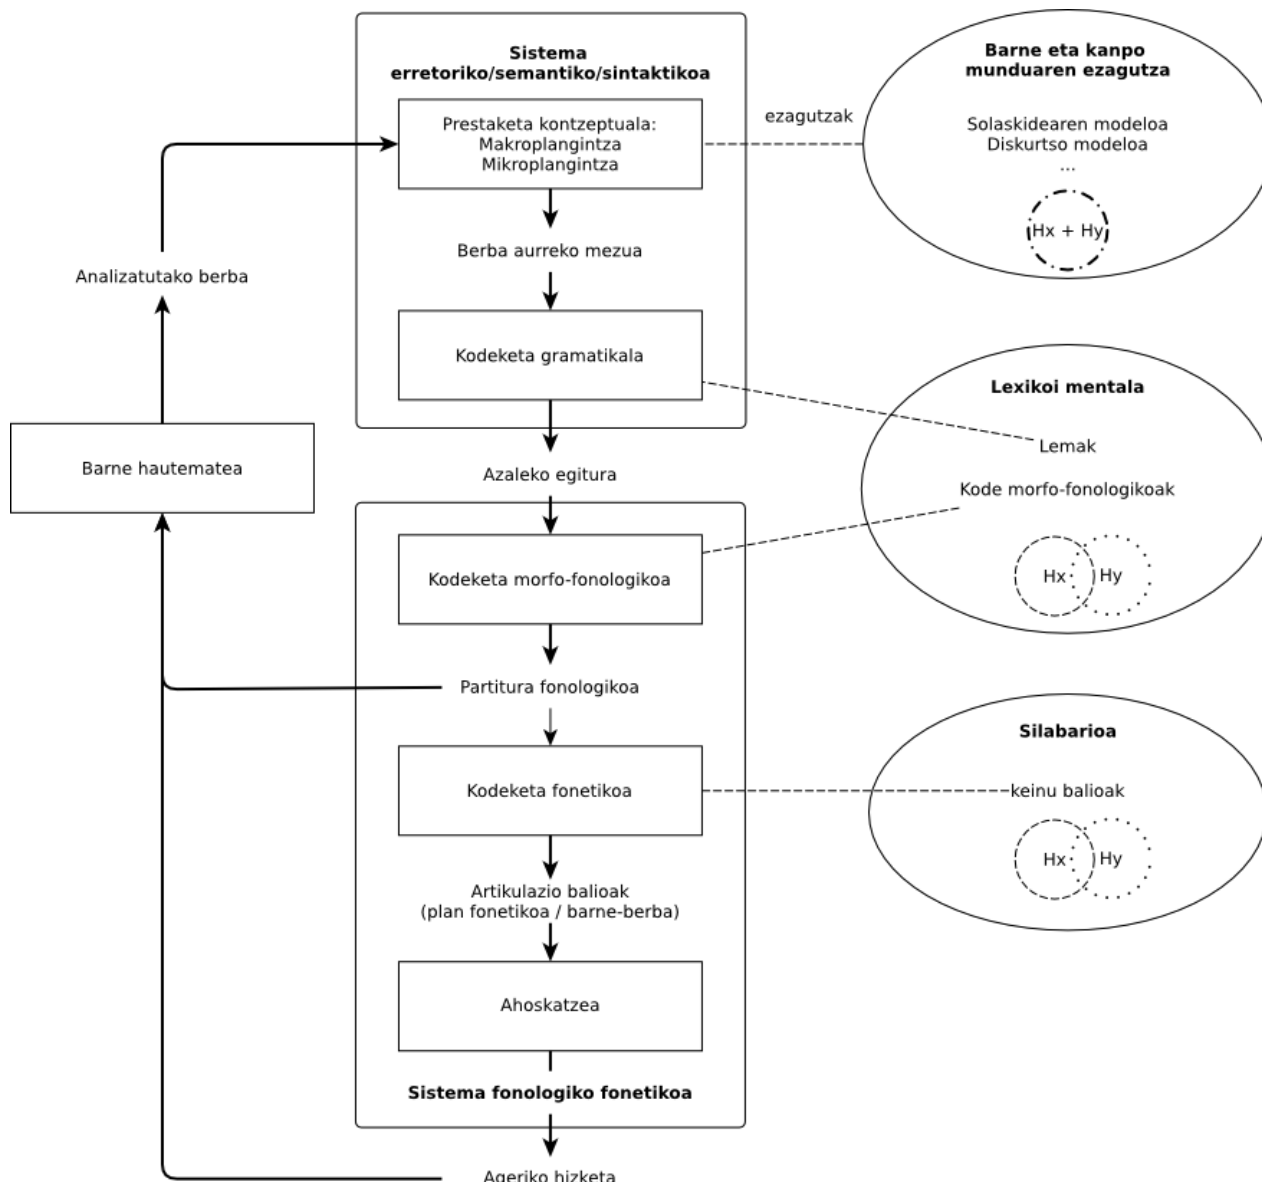 Sistema
erretoriko/semantiko/sintaktikoa
Prestaketa kontzeptuala:
Makroplangintza
Mikroplangintza
Berba aurreko mezua
Kodeketa gramatikala
Azaleko egitura
Kodeketa morfo-fonologikoa
Partitura fonologikoa
Kodeketa fonetikoa
Artikulazio balioak
(plan fonetikoa / barne-berba)
Ahoskatzea
Sistema fonologiko fonetikoa
Ageriko hizketa
Analizatutako berba
Barne hautematea
ezagutzak
Barne eta kanpo
munduaren ezagutza
Solaskidearen modeloa
Diskurtso modeloa
...
Hx + Hy
Lexikoi mentala
Lemak
Kode morfo-fonologikoak
Hx Hy
Silabarioa
keinu balioak
Hx Hy